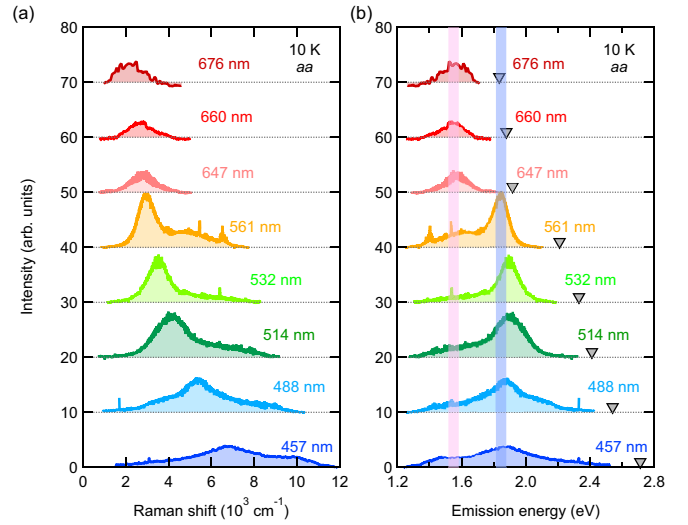 (a)
(b)
80
70
60
50
40
30
20
10
0
Intensity (arb. units)
10 K
aa
676 nm
660 nm
647 nm
561 nm
532 nm
514 nm
488 nm
457 nm
0 2 4 6 8 10 12
Raman shift (10³ cm⁻¹)
10 K
aa
676 nm
660 nm
647 nm
561 nm
532 nm
514 nm
488 nm
457 nm
80
70
60
50
40
30
20
10
0
1.2 1.6 2.0 2.4 2.8
Emission energy (eV)